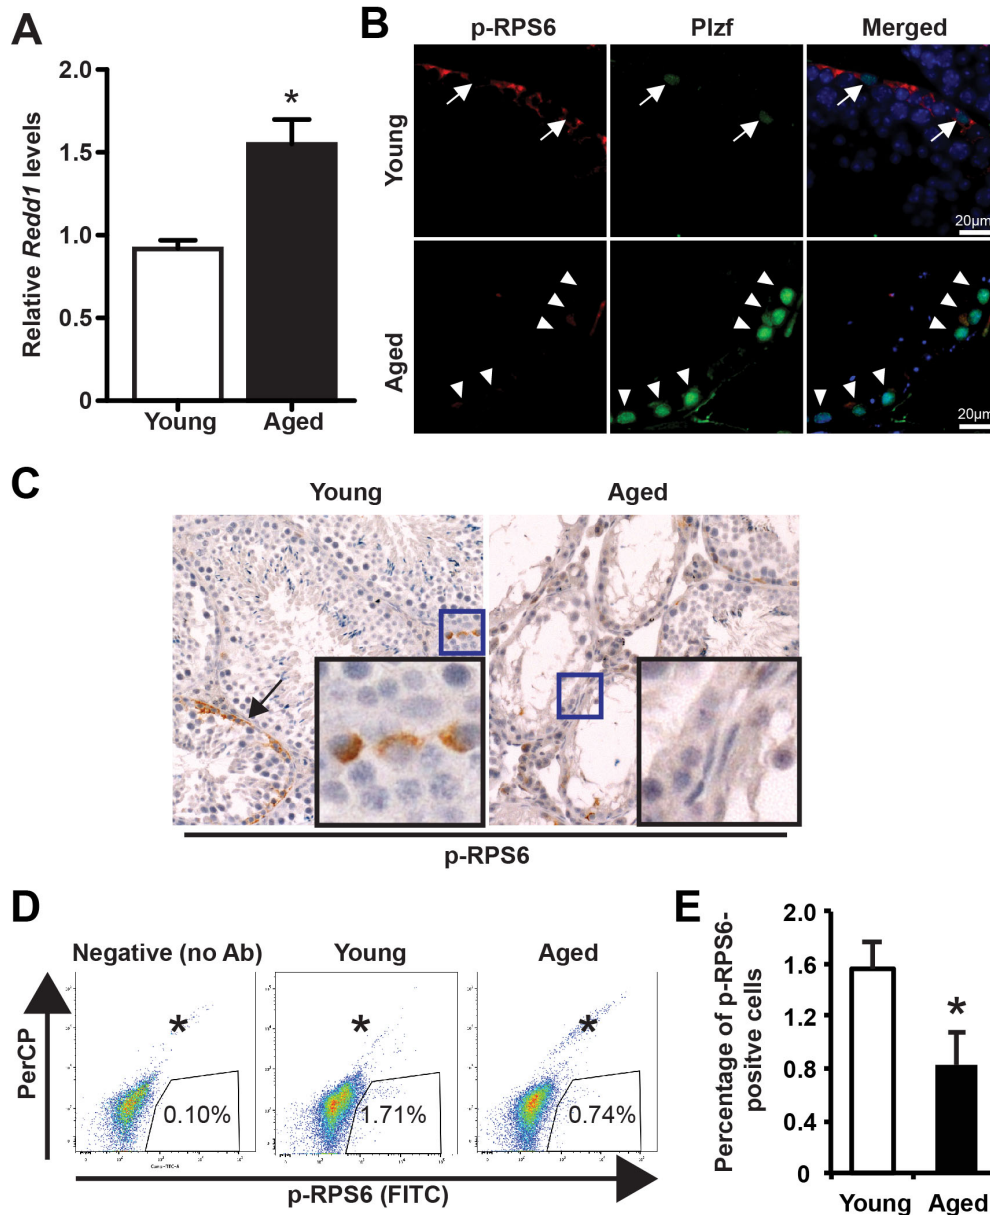 A
Relative Redd1 levels
2.0
1.5
1.0
0.5
0
*
Young
Aged
B
p-RPS6
Plzf
Merged
Young
20µm
Aged
20µm
C
Young
Aged
p-RPS6
D
Negative (no Ab)
Young
Aged
PerCP
*
*
*
0.10%
1.71%
0.74%
p-RPS6 (FITC)
E
Percentage of p-RPS6-
positve cells
2.0
1.6
1.2
0.8
0.4
0
*
Young
Aged